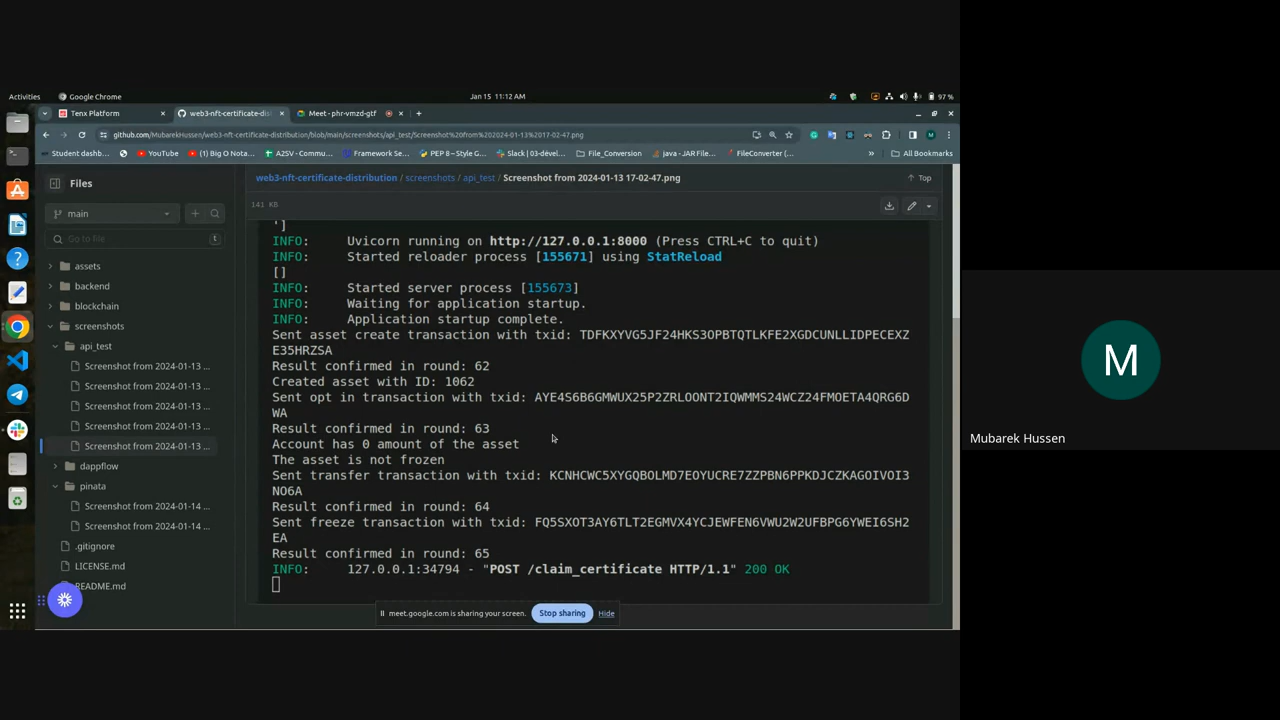 Activities
Google Chrome
Jan 15 11:12 AM
97 %
Tenx Platform
web3-nft-certificate-dis
Meet - phr-vmzd-gtf
github.com/MubarekHussen/web3-nft-certificate-distribution/blob/main/screenshots/api_test/Screenshot%20from%202024-01-13%2017-02-47.png
Student dashb...
YouTube
(1) Big O Nota...
A2SV - Commu...
Framework Se...
PEP 8 – Style G...
Slack | 03-dével...
File_Conversion
java - JAR File...
FileConverter (...
»
All Bookmarks
Files
web3-nft-certificate-distribution / screenshots / api_test / Screenshot from 2024-01-13 17-02-47.png
Top
main
141 KB
Go to file
t
assets
backend
blockchain
screenshots
api_test
Screenshot from 2024-01-13 ...
Screenshot from 2024-01-13 ...
Screenshot from 2024-01-13 ...
Screenshot from 2024-01-13 ...
Screenshot from 2024-01-13 ...
dappflow
pinata
Screenshot from 2024-01-14 ...
Screenshot from 2024-01-14 ...
.gitignore
LICENSE.md
README.md
']
INFO: Uvicorn running on http://127.0.0.1:8000 (Press CTRL+C to quit)
INFO: Started reloader process [155671] using StatReload
[]
INFO: Started server process [155673]
INFO: Waiting for application startup.
INFO: Application startup complete.
Sent asset create transaction with txid: TDFKXYVG5JF24HKS3OPBTQTLKFE2XGDCUNLLIDPECEXZ
E35HRZSA
Result confirmed in round: 62
Created asset with ID: 1062
Sent opt in transaction with txid: AYE4S6B6GMWUX25P2ZRLOONT2IQWMMS24WCZ24FMOETA4QRG6D
WA
Result confirmed in round: 63
Account has 0 amount of the asset
The asset is not frozen
Sent transfer transaction with txid: KCNHCWC5XYGQBOLMD7EOYUCRE7ZZPBN6PPKDJCZKAGOIVOI3
NO6A
Result confirmed in round: 64
Sent freeze transaction with txid: FQ5SXOT3AY6TLT2EGMVX4YCJEWFEN6VWU2W2UFBPG6YWEI6SH2
EA
Result confirmed in round: 65
INFO: 127.0.0.1:34794 - "POST /claim_certificate HTTP/1.1" 200 OK
meet.google.com is sharing your screen.
Stop sharing
Hide
M
Mubarek Hussen